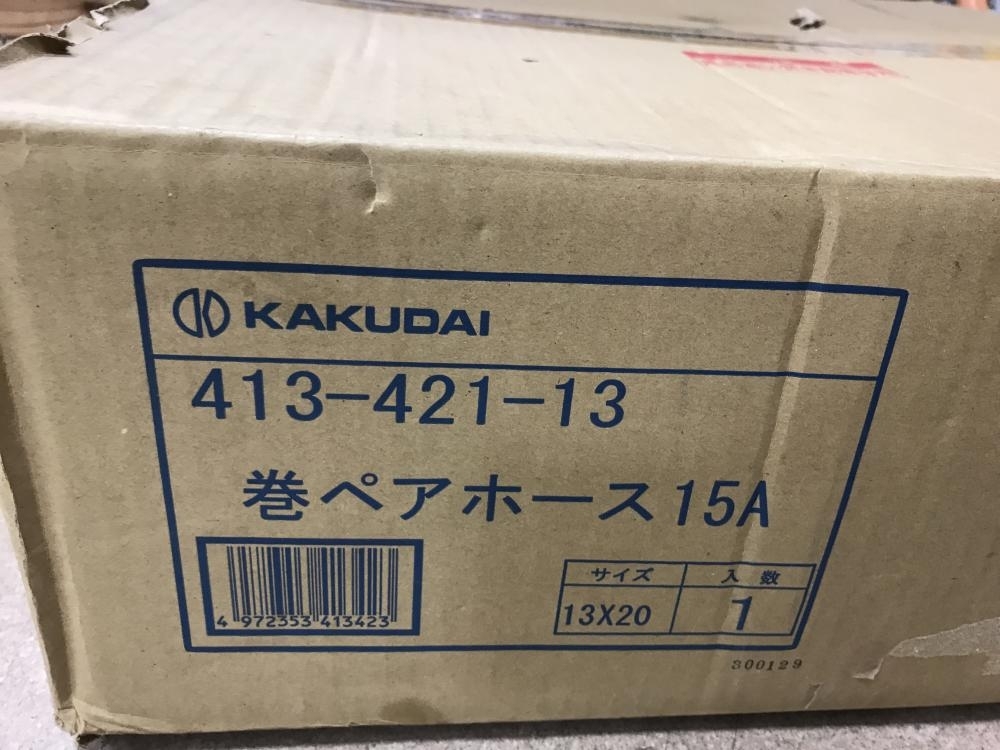 KAKUDAI
413-421-13
巻ペアホース15A
サイズ 入数
13X20 1
4 972353 413423
300129